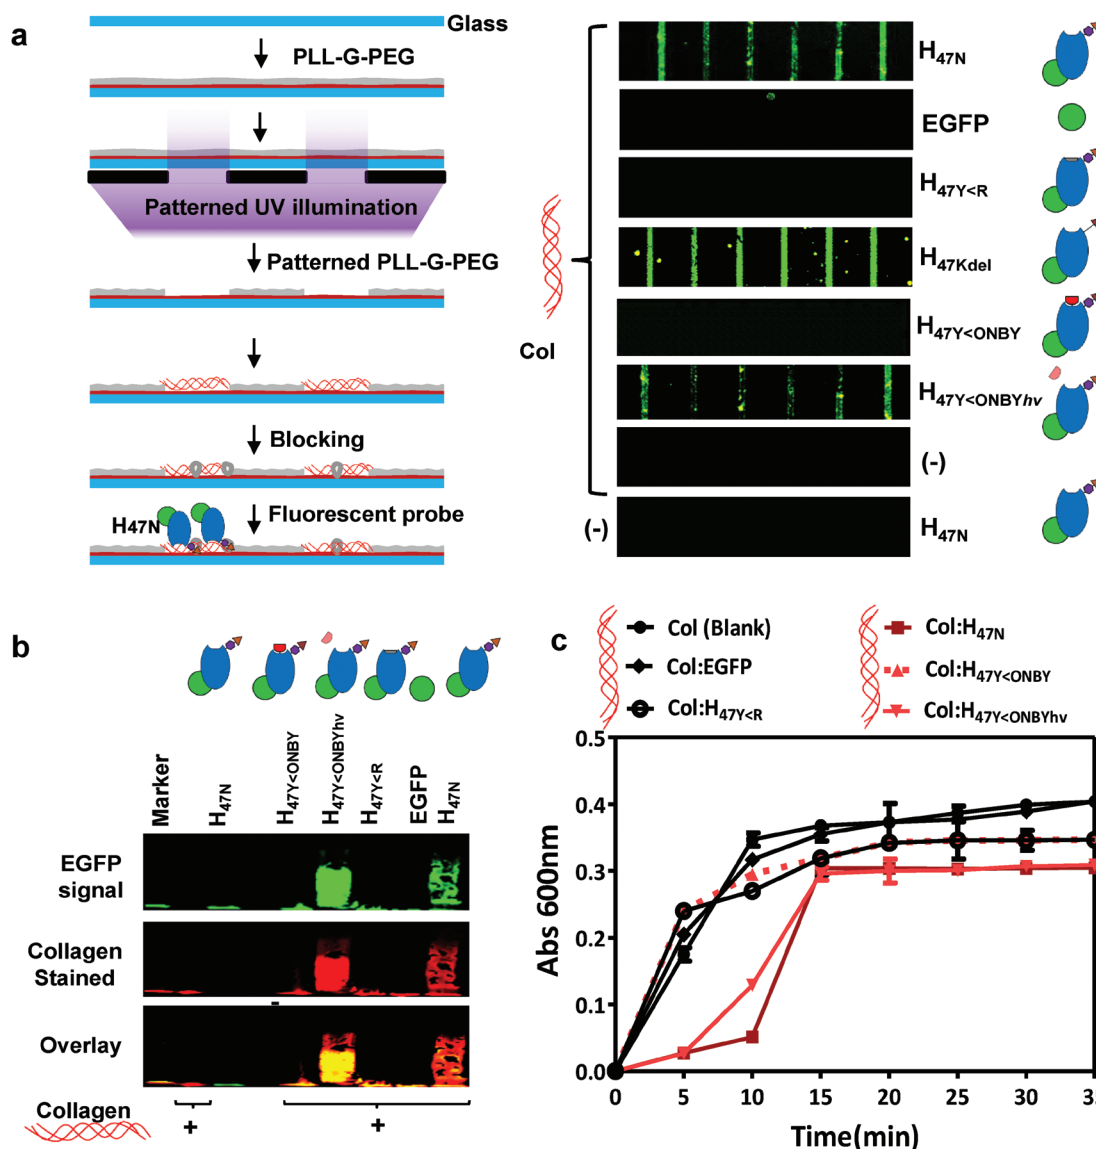 a
Glass
PLL-G-PEG
Patterned UV illumination
Patterned PLL-G-PEG
Blocking
Fluorescent probe
H47N
Col
H47N
EGFP
H47Y<R
H47Kdel
H47Y<ONBY
H47Y<ONBYhv
(-)
(-)
H47N
b
Marker
H47N
H47Y<ONBY
H47Y<ONBYhv
H47Y<R
EGFP
H47N
EGFP
signal
Collagen
Stained
Overlay
Collagen
+
+
c
Col (Blank)
Col:EGFP
Col:H47Y<R
Col:H47N
Col:H47Y<ONBY
Col:H47Y<ONBYhv
Abs 600nm
0.5
0.4
0.3
0.2
0.1
0.0
0 5 10 15 20 25 30 35
Time(min)